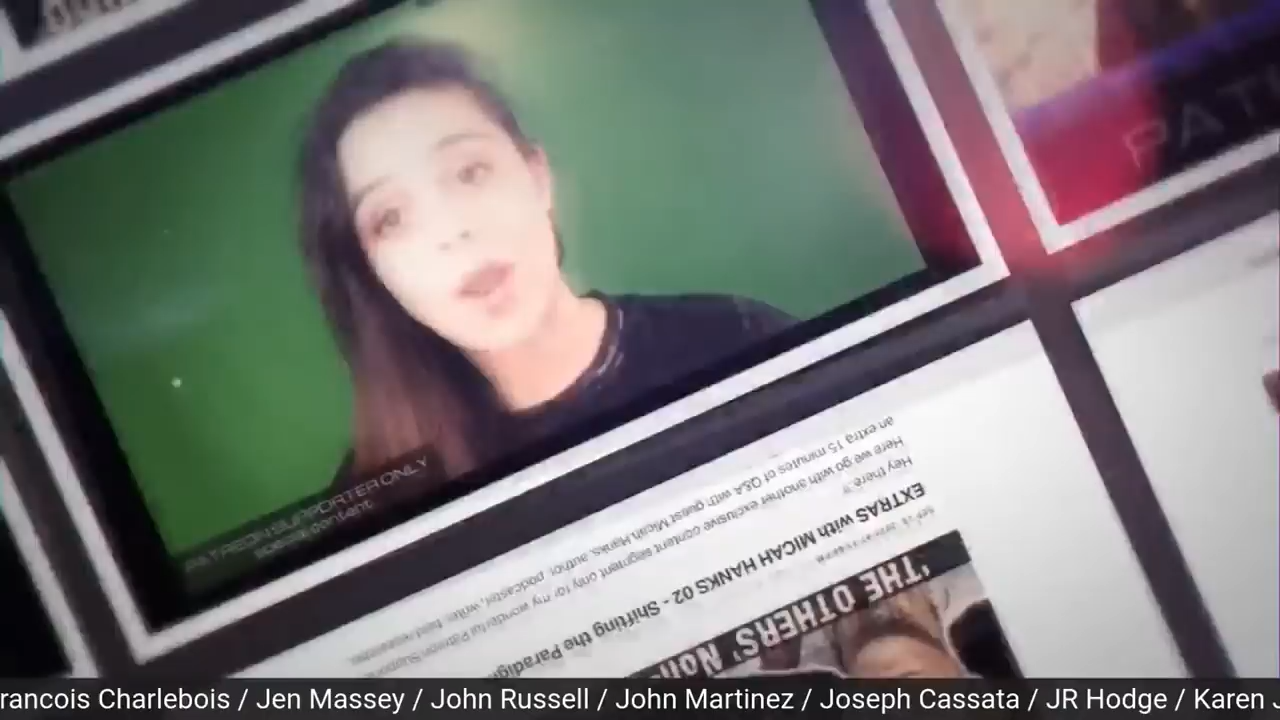 PAT
PATREON SUPPORTER ONLY
special content
'THE OTHERS' Non
EXTRAS with MICAH HANKS 02 - Shifting the Paradig
Hey there's
Here we go with another exclusive content segment only for my wonderful Patreon Suppo
an extra 15 minutes of Q&A with guest Micah Hanks, author, podcaster, writer, field researcher
rancois Charlebois / Jen Massey / John Russell / John Martinez / Joseph Cassata / JR Hodge / Karen J